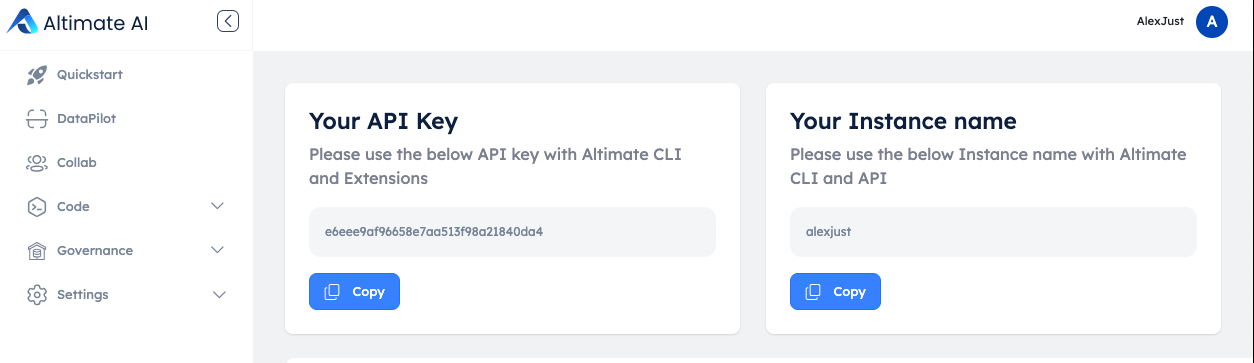 Altimate AI
AlexJust
A
Quickstart
DataPilot
Collab
Code
Governance
Settings
Your API Key
Please use the below API key with Altimate CLI
and Extensions
e6eee9af96658e7aa513f98a21840da4
Copy
Your Instance name
Please use the below Instance name with Altimate
CLI and API
alexjust
Copy